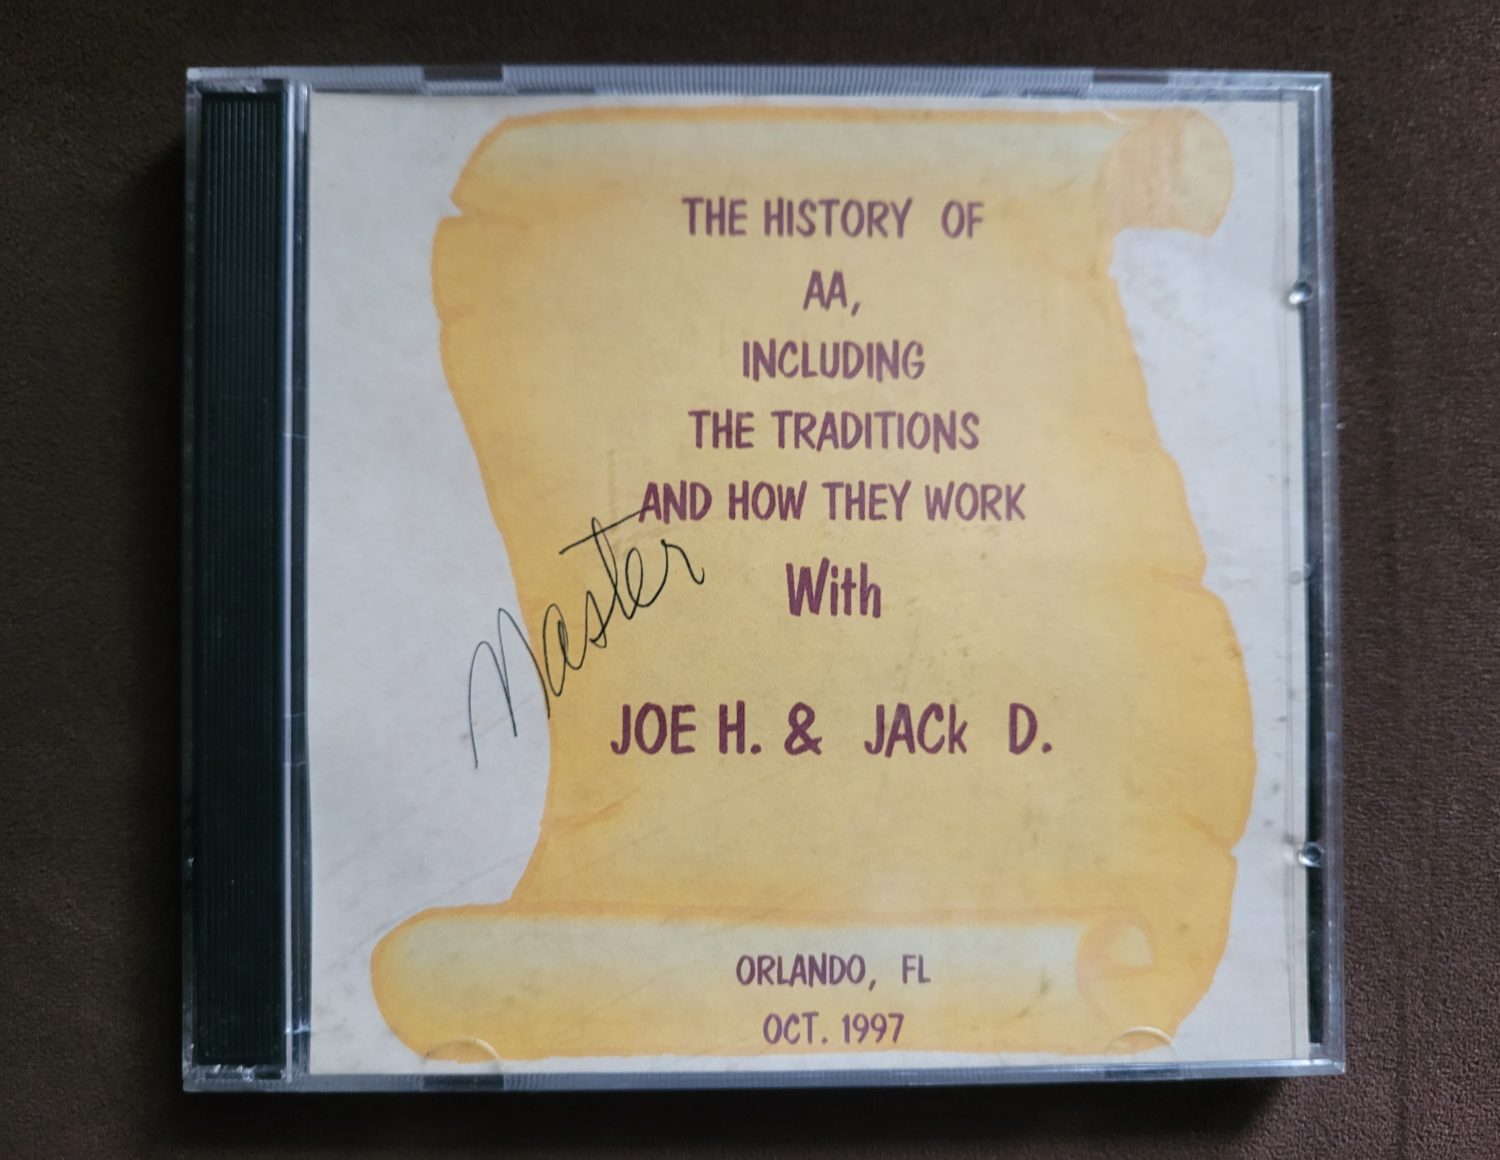 THE HISTORY OF
AA,
INCLUDING
THE TRADITIONS
AND HOW THEY WORK
With
Master
JOE H. & JACk D.
ORLANDO, FL
OCT. 1997